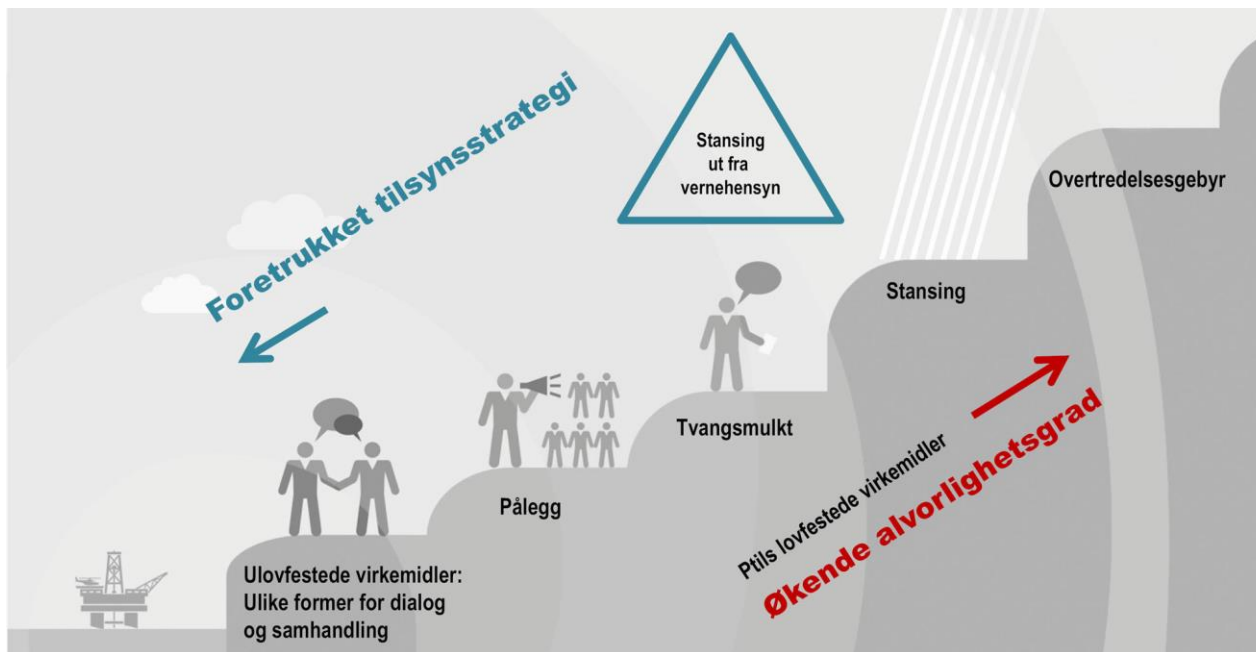 Foretrukket tilsynsstrategi
Stansing
ut fra
vernehensyn
Overtredelsesgebyr
Stansing
Tvangsmulkt
Pålegg
Ulovfestede virkemidler:
Ulike former for dialog
og samhandling
Ptils lovfestede virkemidler
Økende alvorlighetsgrad